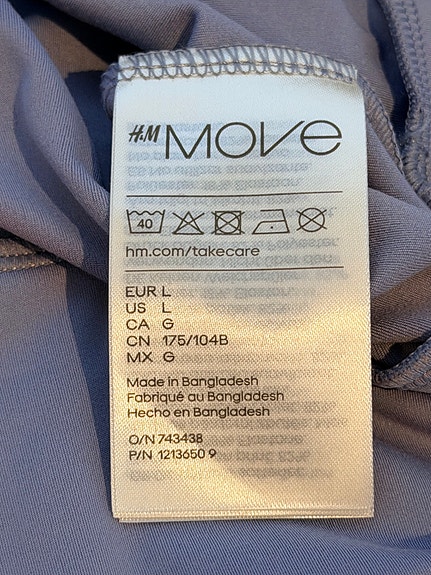 H&M MOVE
40
hm.com/takecare
EUR L
US L
CA G
CN 175/104B
MX G
Made in Bangladesh
Fabriqué au Bangladesh
Hecho en Bangladesh
O/N 743438
P/N 1213650 9